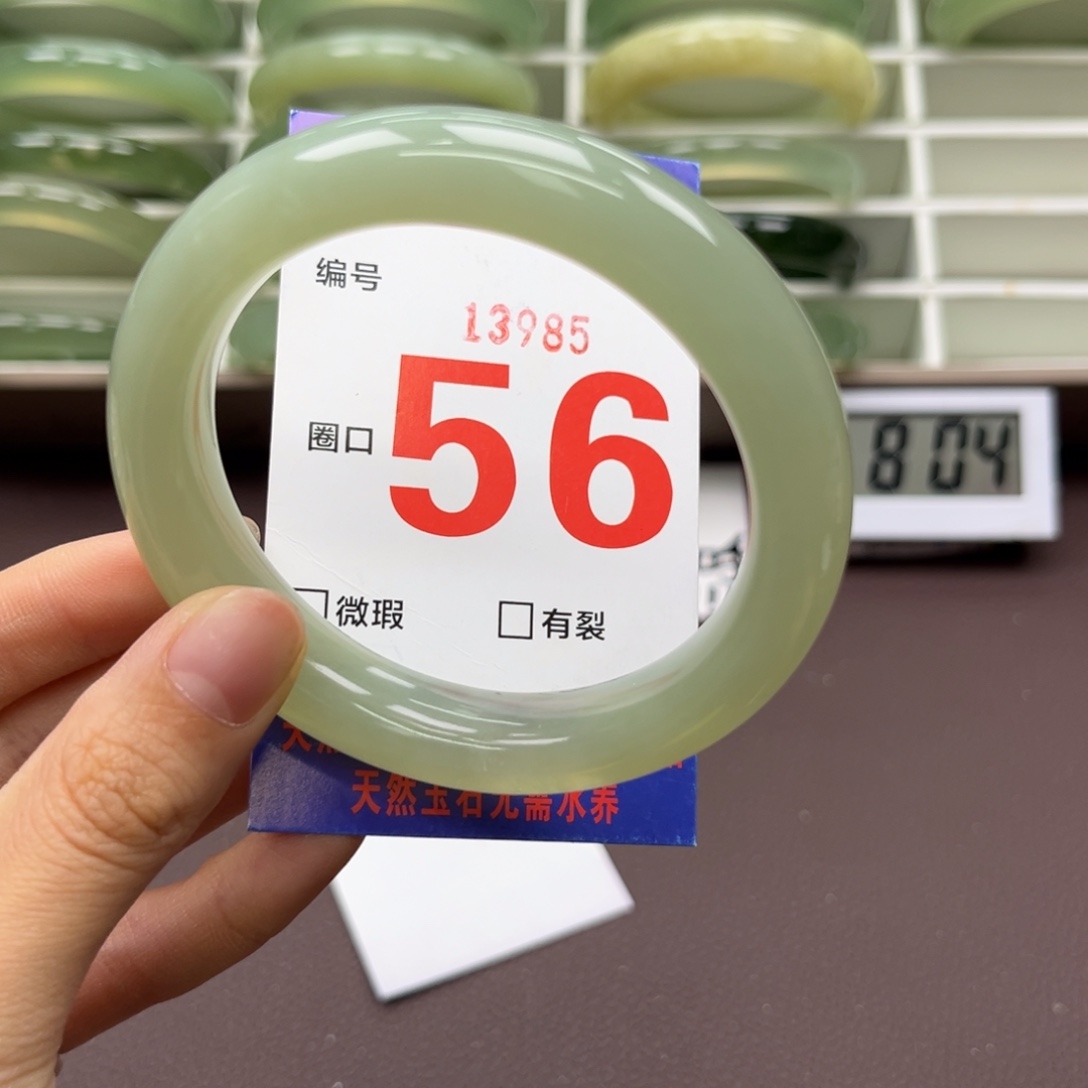 编号
13985
圈口 56
804
微瑕 有裂
天然玉石无需水养